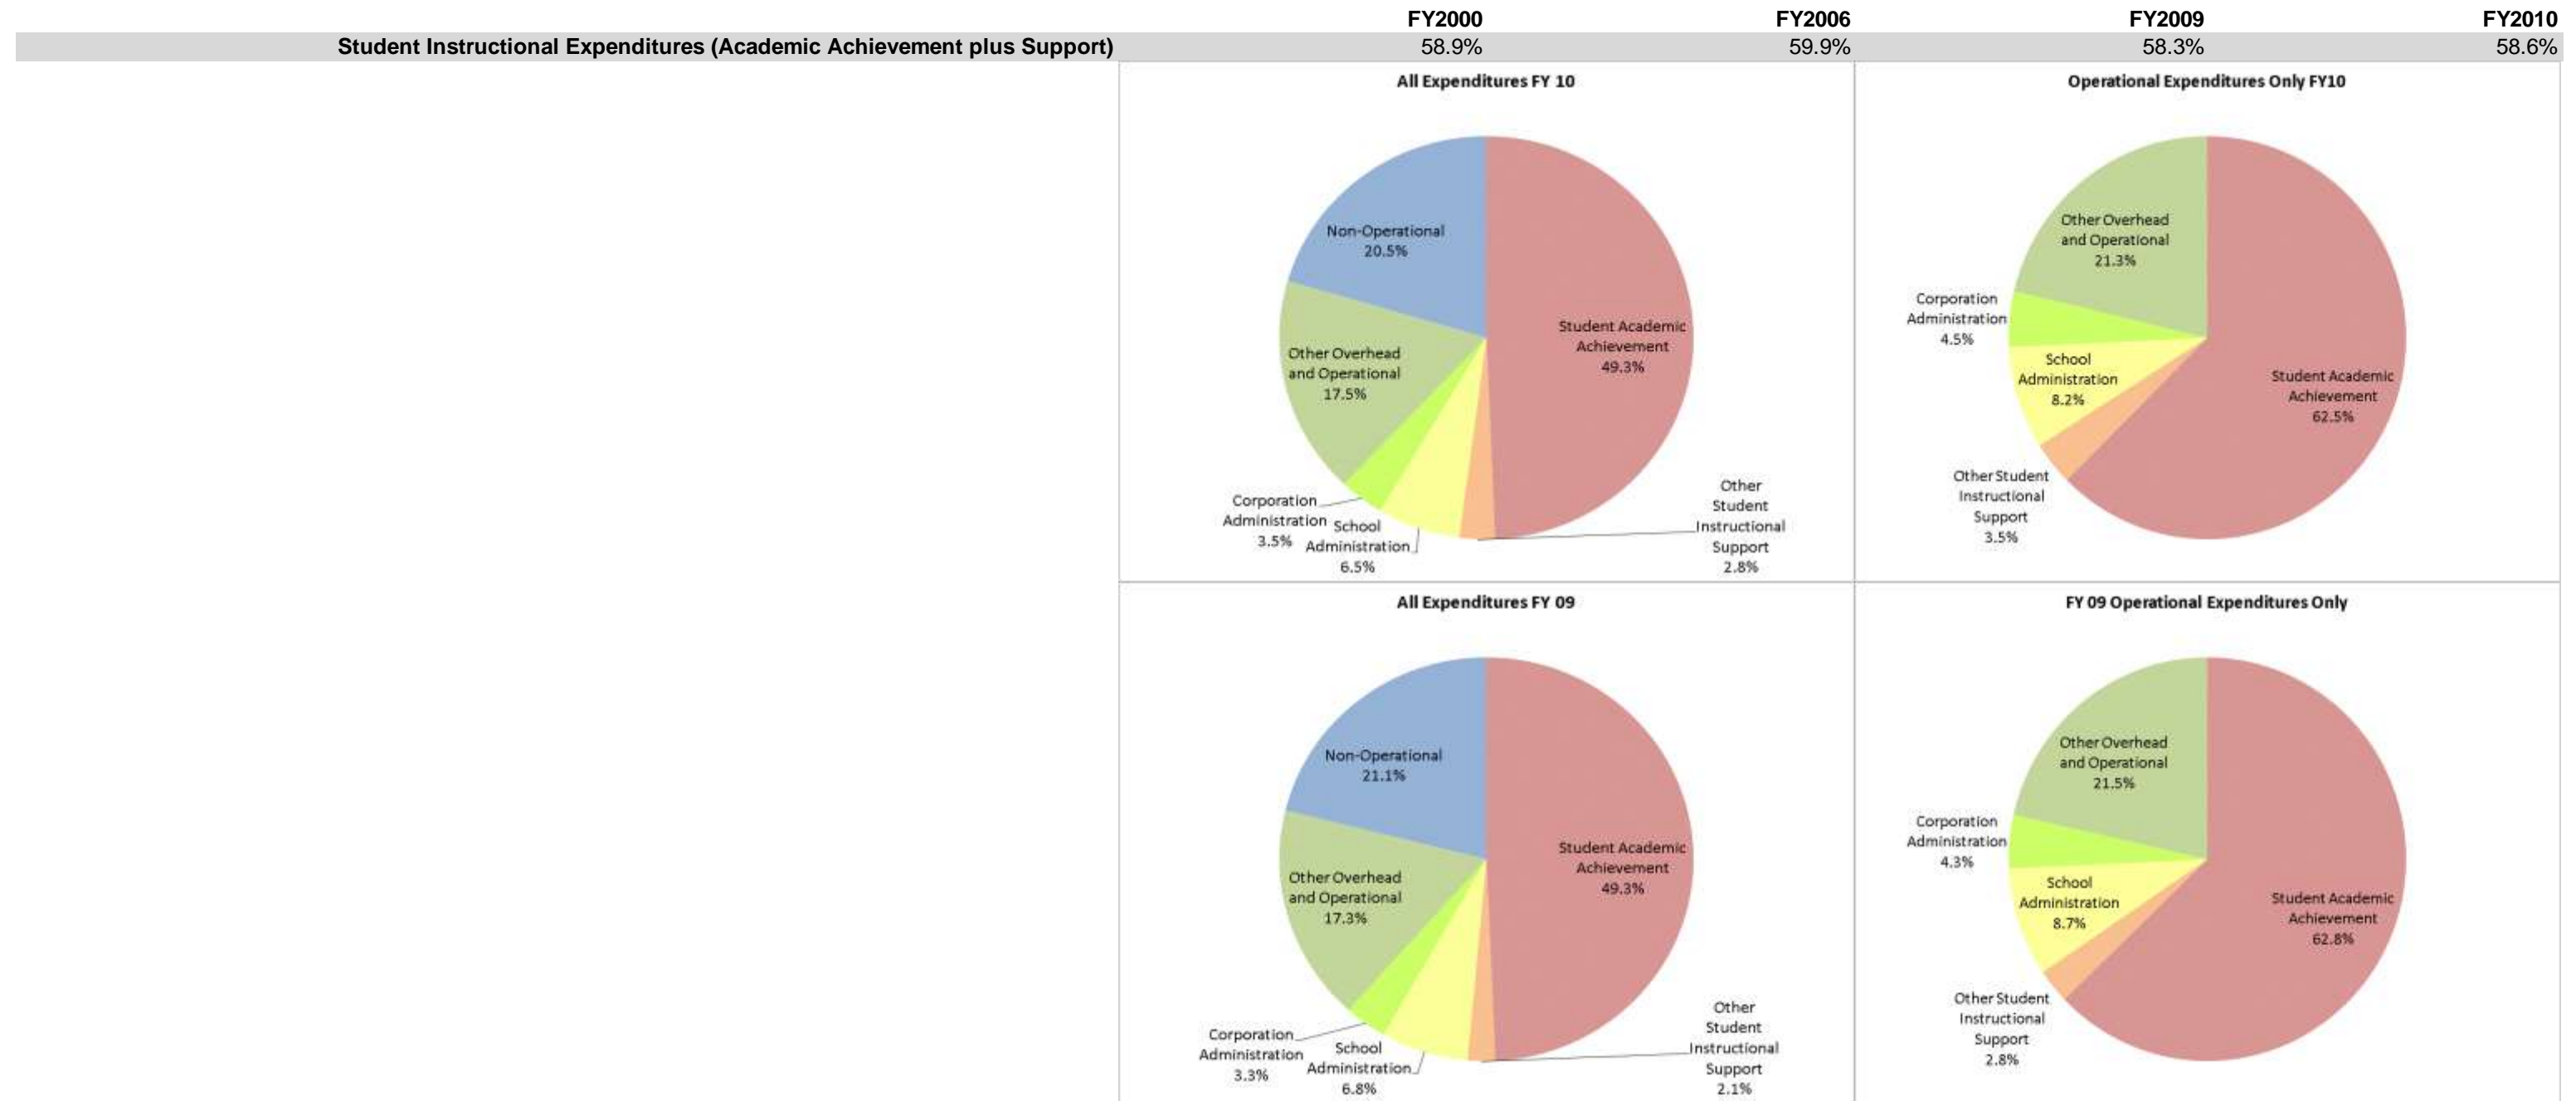 FY2000 FY2006 FY2009 FY2010
Student Instructional Expenditures (Academic Achievement plus Support) 58.9% 59.9% 58.3% 58.6%
All Expenditures FY 10
Non-Operational
20.5%
Student Academic
Achievement
49.3%
Other Overhead
and Operational
17.5%
Corporation
Administration
3.5%
School
Administration
6.5%
Other
Student
Instructional
Support
2.8%
Operational Expenditures Only FY10
Other Overhead
and Operational
21.3%
Corporation
Administration
4.5%
School
Administration
8.2%
Student Academic
Achievement
62.5%
Other Student
Instructional
Support
3.5%
All Expenditures FY 09
Non-Operational
21.1%
Student Academic
Achievement
49.3%
Other Overhead
and Operational
17.3%
Corporation
Administration
3.3%
School
Administration
6.8%
Other
Student
Instructional
Support
2.1%
FY 09 Operational Expenditures Only
Other Overhead
and Operational
21.5%
Corporation
Administration
4.3%
School
Administration
8.7%
Student Academic
Achievement
62.8%
Other Student
Instructional
Support
2.8%